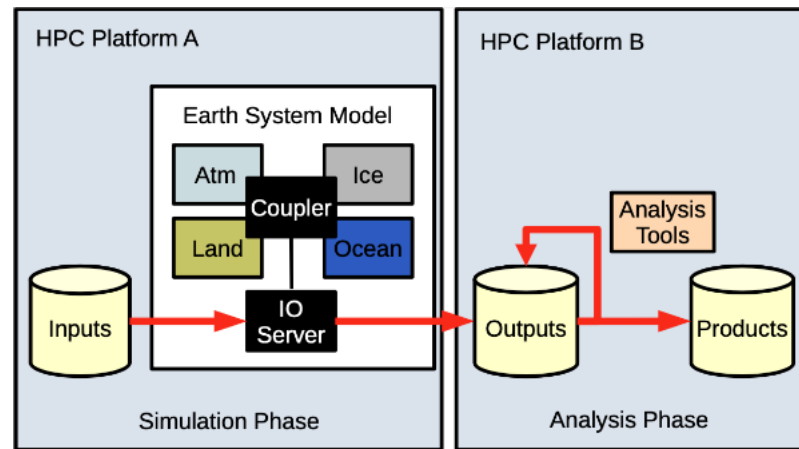 HPC Platform A
Earth System Model
Atm
Ice
Coupler
Land
Ocean
Inputs
IO
Server
Simulation Phase
HPC Platform B
Analysis
Tools
Outputs
Products
Analysis Phase